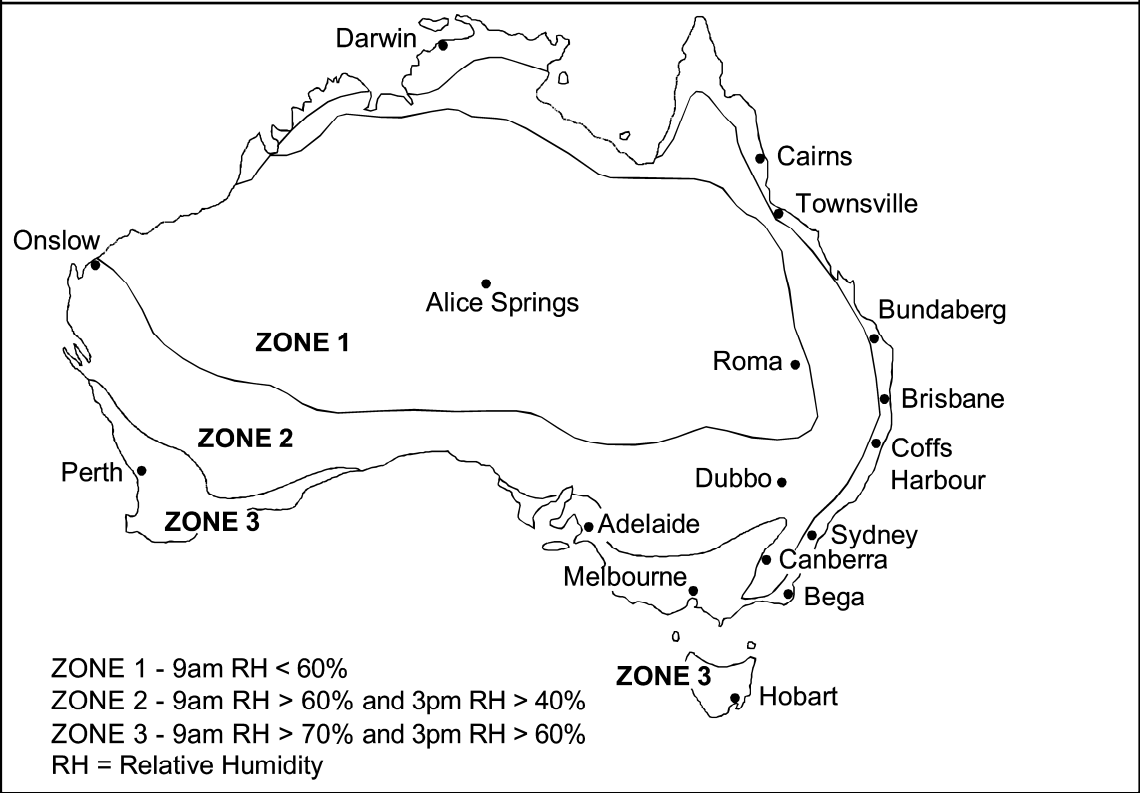 Darwin
Cairns
Townsville
Onslow
Alice Springs
Bundaberg
ZONE 1
Roma
Brisbane
ZONE 2
Coffs
Harbour
Perth
Dubbo
ZONE 3
Adelaide
Sydney
Canberra
Melbourne
Bega
ZONE 1 - 9am RH < 60%
ZONE 2 - 9am RH > 60% and 3pm RH > 40%
ZONE 3 - 9am RH > 70% and 3pm RH > 60%
RH = Relative Humidity
ZONE 3
Hobart